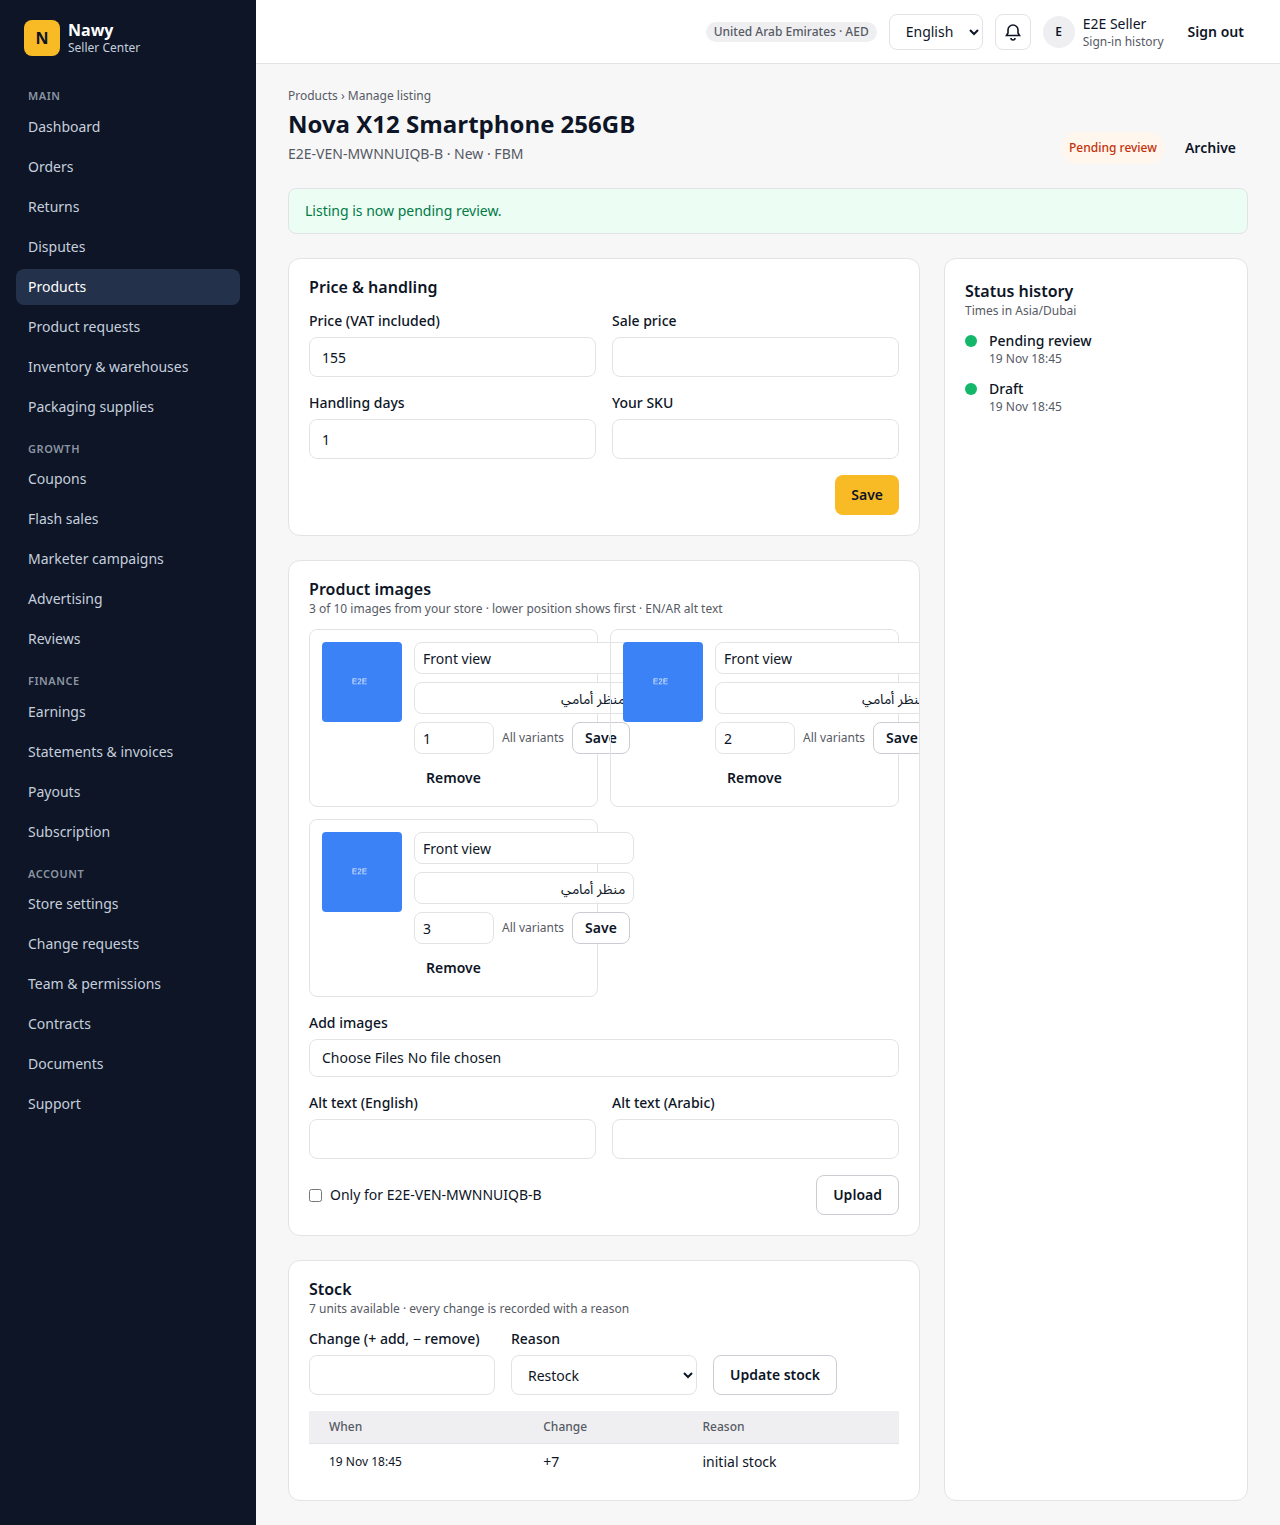 N
Nawy
Seller Center
MAIN
Dashboard
Orders
Returns
Disputes
Products
Product requests
Inventory & warehouses
Packaging supplies
GROWTH
Coupons
Flash sales
Marketer campaigns
Advertising
Reviews
FINANCE
Earnings
Statements & invoices
Payouts
Subscription
ACCOUNT
Store settings
Change requests
Team & permissions
Contracts
Documents
Support
United Arab Emirates · AED
English
E
E2E Seller
Sign-in history
Sign out
Products › Manage listing
Nova X12 Smartphone 256GB
E2E-VEN-MWNNUIQB-B · New · FBM
Pending review
Archive
Listing is now pending review.
Price & handling
Price (VAT included)
Sale price
155
Handling days
Your SKU
1
Save
Product images
3 of 10 images from your store · lower position shows first · EN/AR alt text
E2E
Front view
منظر أمامي
1
All variants
Save
Remove
E2E
Front view
منظر أمامي
2
All variants
Save
Remove
E2E
Front view
منظر أمامي
3
All variants
Save
Remove
Add images
Choose Files No file chosen
Alt text (English)
Alt text (Arabic)
Only for E2E-VEN-MWNNUIQB-B
Upload
Stock
7 units available · every change is recorded with a reason
Change (+ add, − remove)
Reason
Restock
Update stock
When Change Reason
19 Nov 18:45 +7 initial stock
Status history
Times in Asia/Dubai
Pending review
19 Nov 18:45
Draft
19 Nov 18:45